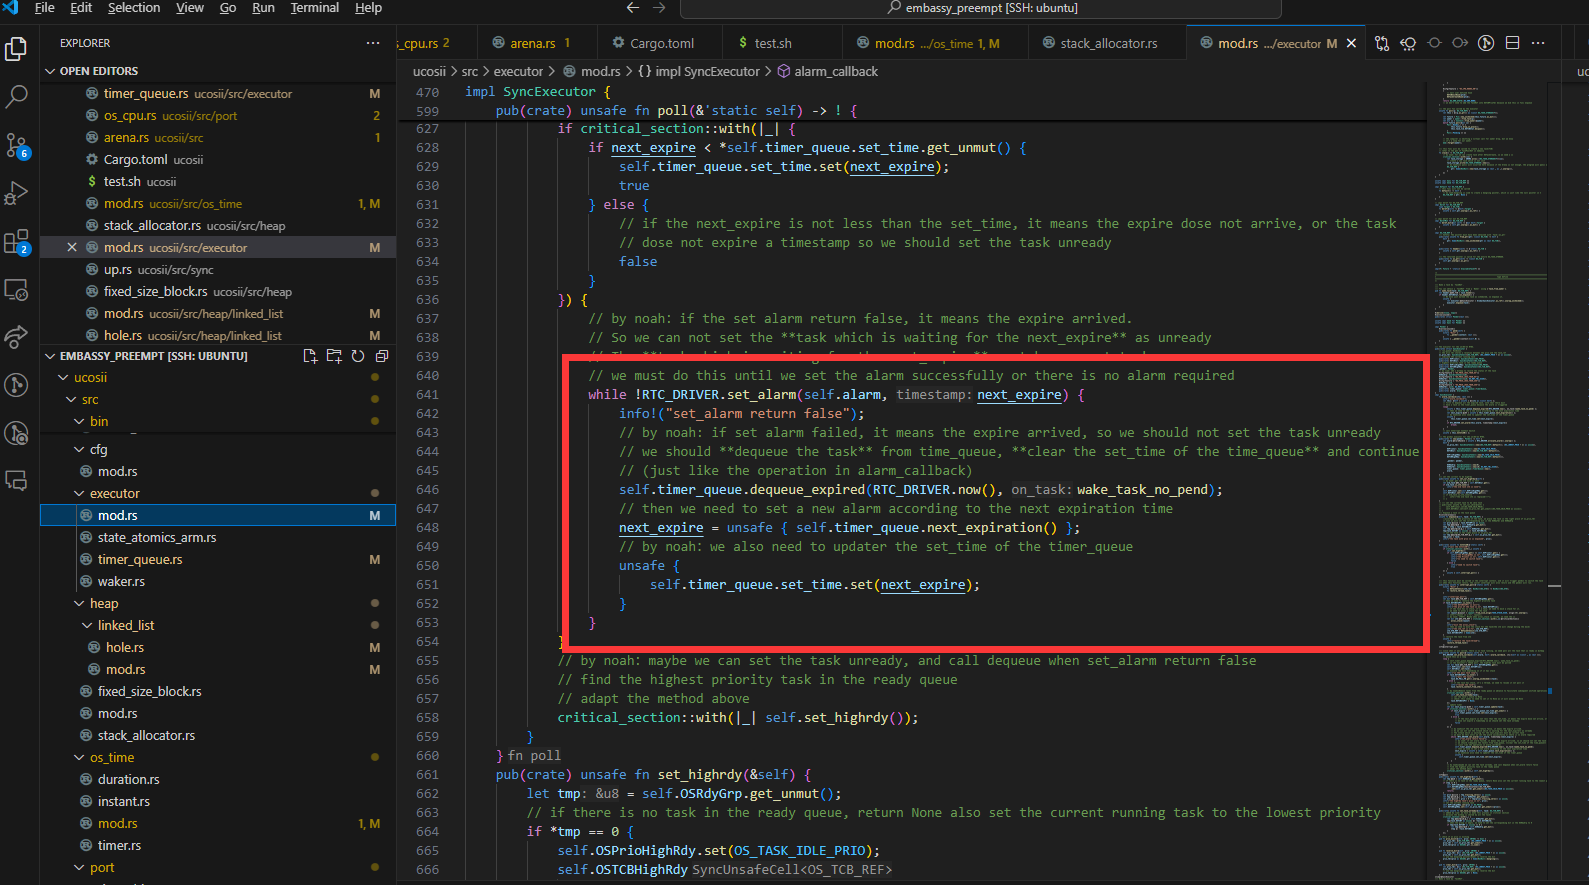 File Edit Selection View Go Run Terminal Help
embassy_preempt [SSH: ubuntu]
EXPLORER
s_cpu.rs 2
arena.rs 1
Cargo.toml
$ test.sh
mod.rs .../os_time 1, M
stack_allocator.rs
mod.rs .../executor M
OPEN EDITORS
timer_queue.rs ucosii/src/executor M
os_cpu.rs ucosii/src/port 2
arena.rs ucosii/src 1
Cargo.toml ucosii
$ test.sh ucosii
mod.rs ucosii/src/os_time 1, M
stack_allocator.rs ucosii/src/heap
mod.rs ucosii/src/executor M
up.rs ucosii/src/sync
fixed_size_block.rs ucosii/src/heap
mod.rs ucosii/src/heap/linked_list M
hole.rs ucosii/src/heap/linked_list M
6
2
EMBASSY_PREEMPT [SSH: UBUNTU]
ucosii
src
bin
cfg
mod.rs
executor
mod.rs M
state_atomics_arm.rs
timer_queue.rs M
waker.rs
heap
linked_list
hole.rs M
mod.rs M
fixed_size_block.rs
mod.rs
stack_allocator.rs
os_time
duration.rs
instant.rs
mod.rs 1, M
timer.rs
port
ucosii > src > executor > mod.rs > {} impl SyncExecutor > alarm_callback
uc
470 impl SyncExecutor {
599 pub(crate) unsafe fn poll(&'static self) -> ! {
627 if critical_section::with(|_| {
628 if next_expire < *self.timer_queue.set_time.get_unmut() {
629 self.timer_queue.set_time.set(next_expire);
630 true
631 } else {
632 // if the next_expire is not less than the set_time, it means the expire dose not arrive, or the task
633 // dose not expire a timestamp so we should set the task unready
634 false
635 }
636 }) {
637 // by noah: if the set alarm return false, it means the expire arrived.
638 // So we can not set the **task which is waiting for the next_expire** as unready
639
640 // we must do this until we set the alarm successfully or there is no alarm required
641 while !RTC_DRIVER.set_alarm(self.alarm, timestamp: next_expire) {
642 info!("set_alarm return false");
643 // by noah: if set alarm failed, it means the expire arrived, so we should not set the task unready
644 // we should **dequeue the task** from time_queue, **clear the set_time of the time_queue** and continue
645 // (just like the operation in alarm_callback)
646 self.timer_queue.dequeue_expired(RTC_DRIVER.now(), on_task: wake_task_no_pend);
647 // then we need to set a new alarm according to the next expiration time
648 next_expire = unsafe { self.timer_queue.next_expiration() };
649 // by noah: we also need to updater the set_time of the timer_queue
650 unsafe {
651 self.timer_queue.set_time.set(next_expire);
652 }
653 }
654 }
655 // by noah: maybe we can set the task unready, and call dequeue when set_alarm return false
656 // find the highest priority task in the ready queue
657 // adapt the method above
658 critical_section::with(|_| self.set_highrdy());
659 }
660 } fn poll
661 pub(crate) unsafe fn set_highrdy(&self) {
662 let tmp: &u8 = self.OSRdyGrp.get_unmut();
663 // if there is no task in the ready queue, return None also set the current running task to the lowest priority
664 if *tmp == 0 {
665 self.OSPrioHighRdy.set(OS_TASK_IDLE_PRIO);
666 self.OSTCBHighRdy SyncUnsafeCell<OS_TCB_REF>